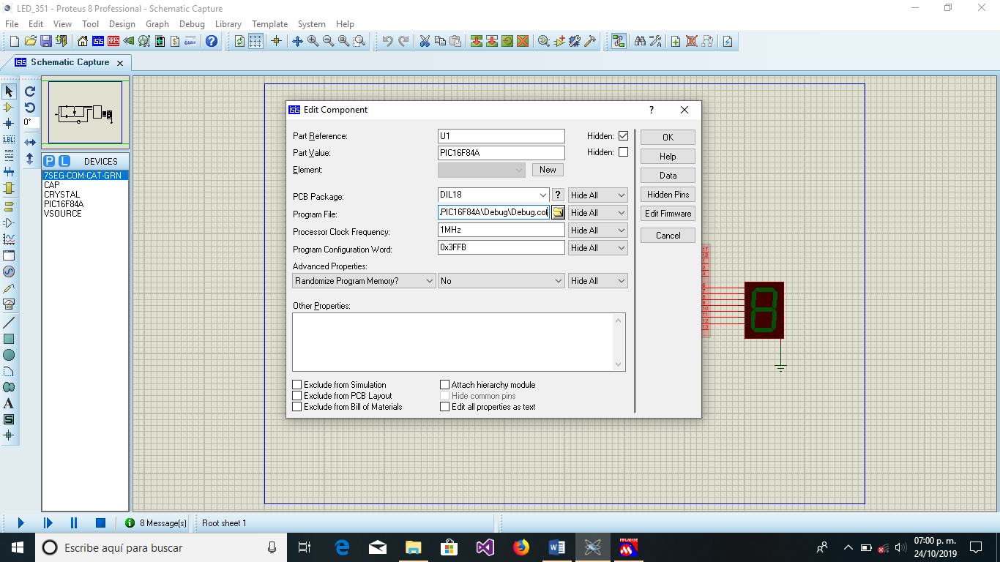 LED_351 - Proteus 8 Professional - Schematic Capture
File Edit View Tool Design Graph Debug Library Template System Help
Schematic Capture
0°
LBL
P L DEVICES
7SEG-COM-CAT-GRN
CAP
CRYSTAL
PIC16F84A
VSOURCE
A
S
Edit Component
Part Reference: U1 Hidden:
Part Value: PIC16F84A Hidden:
Element: New
PCB Package: DIL18 ? Hide All
Program File: .PIC16F84A\Debug\Debug.cof Hide All
Processor Clock Frequency: 1MHz Hide All
Program Configuration Word: 0x3FFB Hide All
Advanced Properties:
Randomize Program Memory? No Hide All
Other Properties:
Exclude from Simulation Attach hierarchy module
Exclude from PCB Layout Hide common pins
Exclude from Bill of Materials Edit all properties as text
OK
Help
Data
Hidden Pins
Edit Firmware
Cancel
17
18
1
2
3
6
7
8
9
10
11
12
13
8 Message(s) Root sheet 1
Escribe aquí para buscar
07:00 p. m.
24/10/2019